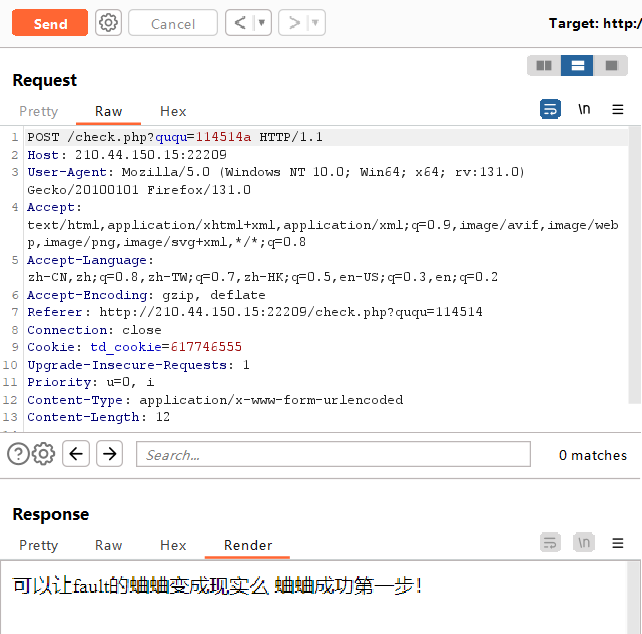 Send Cancel < > Target: http:/
Request
Pretty Raw Hex
\n
1 POST /check.php?ququ=114514a HTTP/1.1
2 Host: 210.44.150.15:22209
3 User-Agent: Mozilla/5.0 (Windows NT 10.0; Win64; x64; rv:131.0)
Gecko/20100101 Firefox/131.0
4 Accept:
text/html,application/xhtml+xml,application/xml;q=0.9,image/avif,image/web
p,image/png,image/svg+xml,*/*;q=0.8
5 Accept-Language:
zh-CN,zh;q=0.8,zh-TW;q=0.7,zh-HK;q=0.5,en-US;q=0.3,en;q=0.2
6 Accept-Encoding: gzip, deflate
7 Referer: http://210.44.150.15:22209/check.php?ququ=114514
8 Connection: close
9 Cookie: td_cookie=617746555
10 Upgrade-Insecure-Requests: 1
11 Priority: u=0, i
12 Content-Type: application/x-www-form-urlencoded
13 Content-Length: 12
Search... 0 matches
Response
Pretty Raw Hex Render
\n
可以让fault的蛐蛐变成现实么 蛐蛐成功第一步！